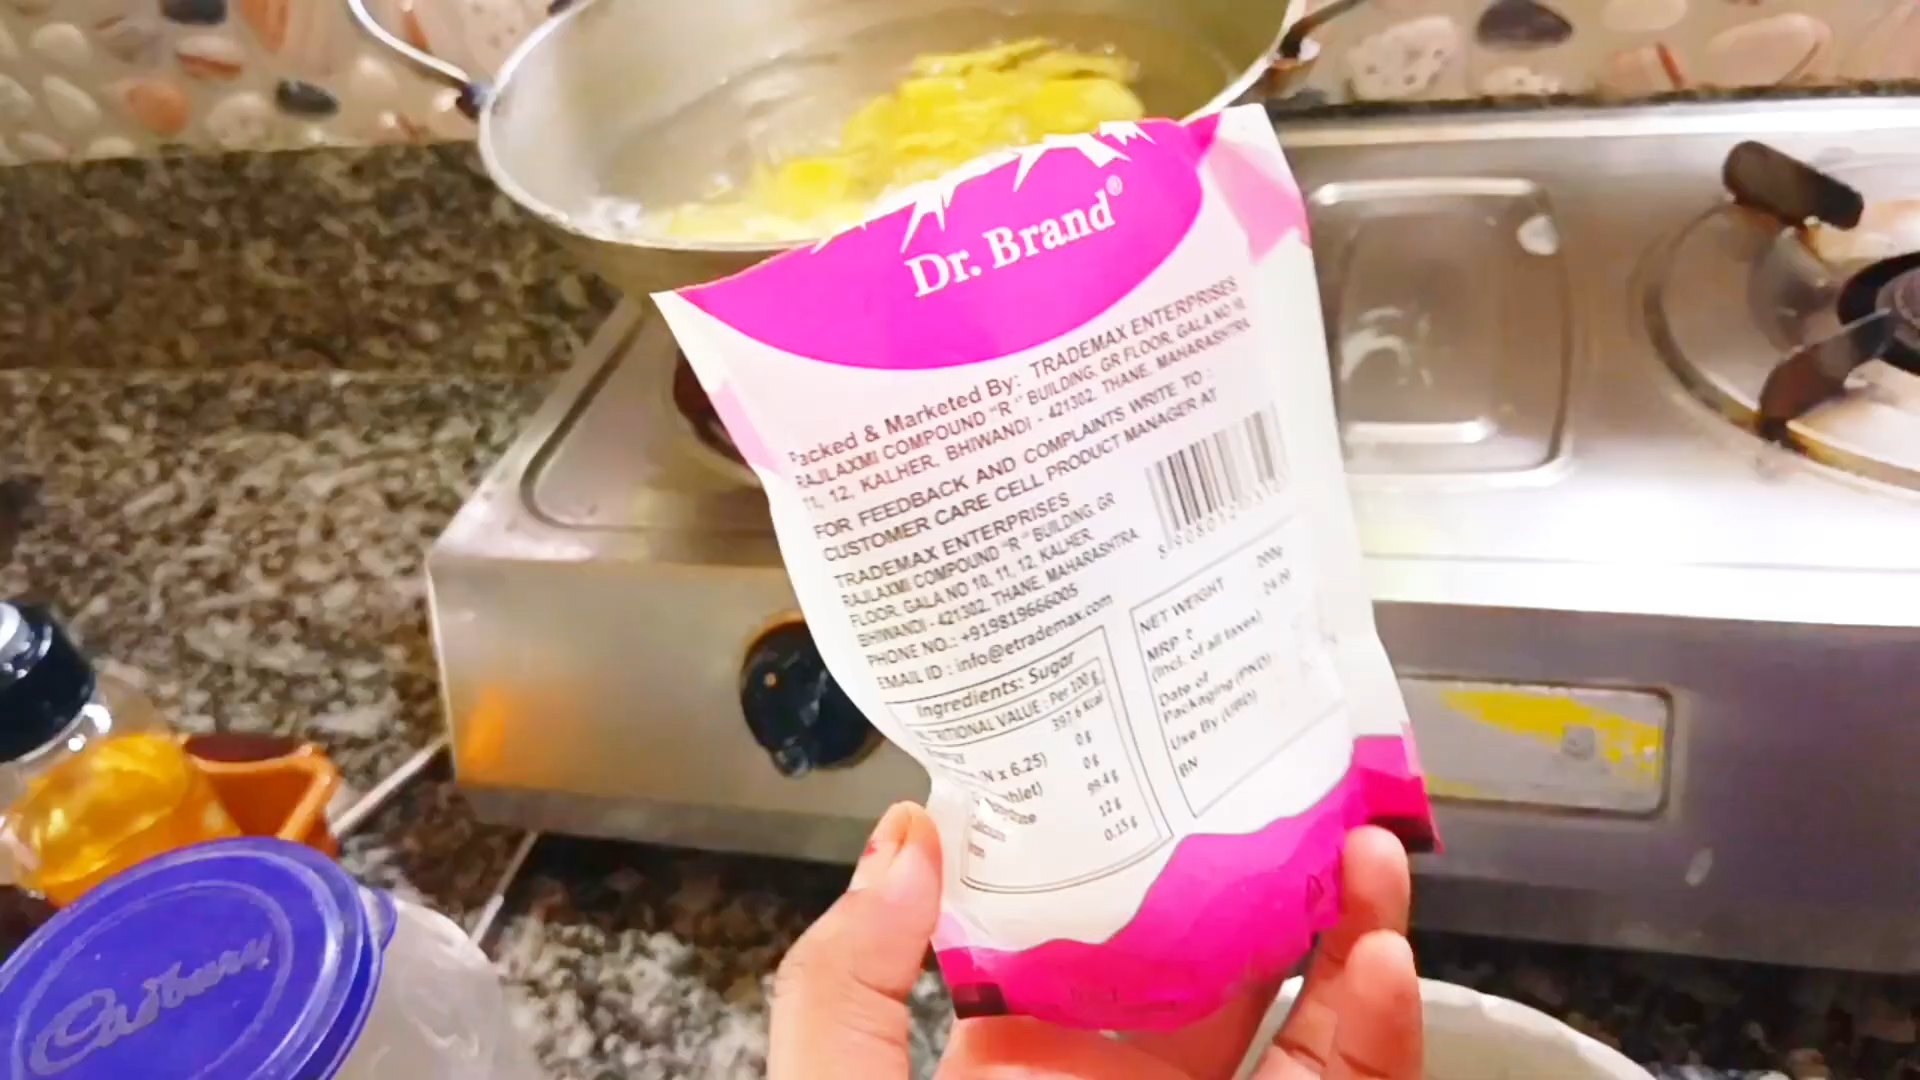 Dr. Brand®
Packed & Marketed By: TRADEMAX ENTERPRISES
RAJLAXMI COMPOUND "R" BUILDING, GR FLOOR, GALA NO 10,
11, 12, KALHER, BHIWANDI - 421302. THANE, MAHARASHTRA
FOR FEEDBACK AND COMPLAINTS WRITE TO :
CUSTOMER CARE CELL PRODUCT MANAGER AT
TRADEMAX ENTERPRISES
RAJLAXMI COMPOUND "R" BUILDING, GR
FLOOR, GALA NO 10, 11, 12, KALHER,
BHIWANDI - 421302. THANE, MAHARASHTRA.
PHONE NO.: +919819666005
EMAIL ID : info@etrademax.com
Ingredients: Sugar
VALUE : Per 100 g
397.6 kcal
(N x 6.25) 0 g
0 g
99.4 g
Calcium 12 g
0.15 g
NET WEIGHT
MRP ₹
(Incl. of all taxes)
Date of
Packaging (PKD)
Use By (UBD)
BN
Cadbury